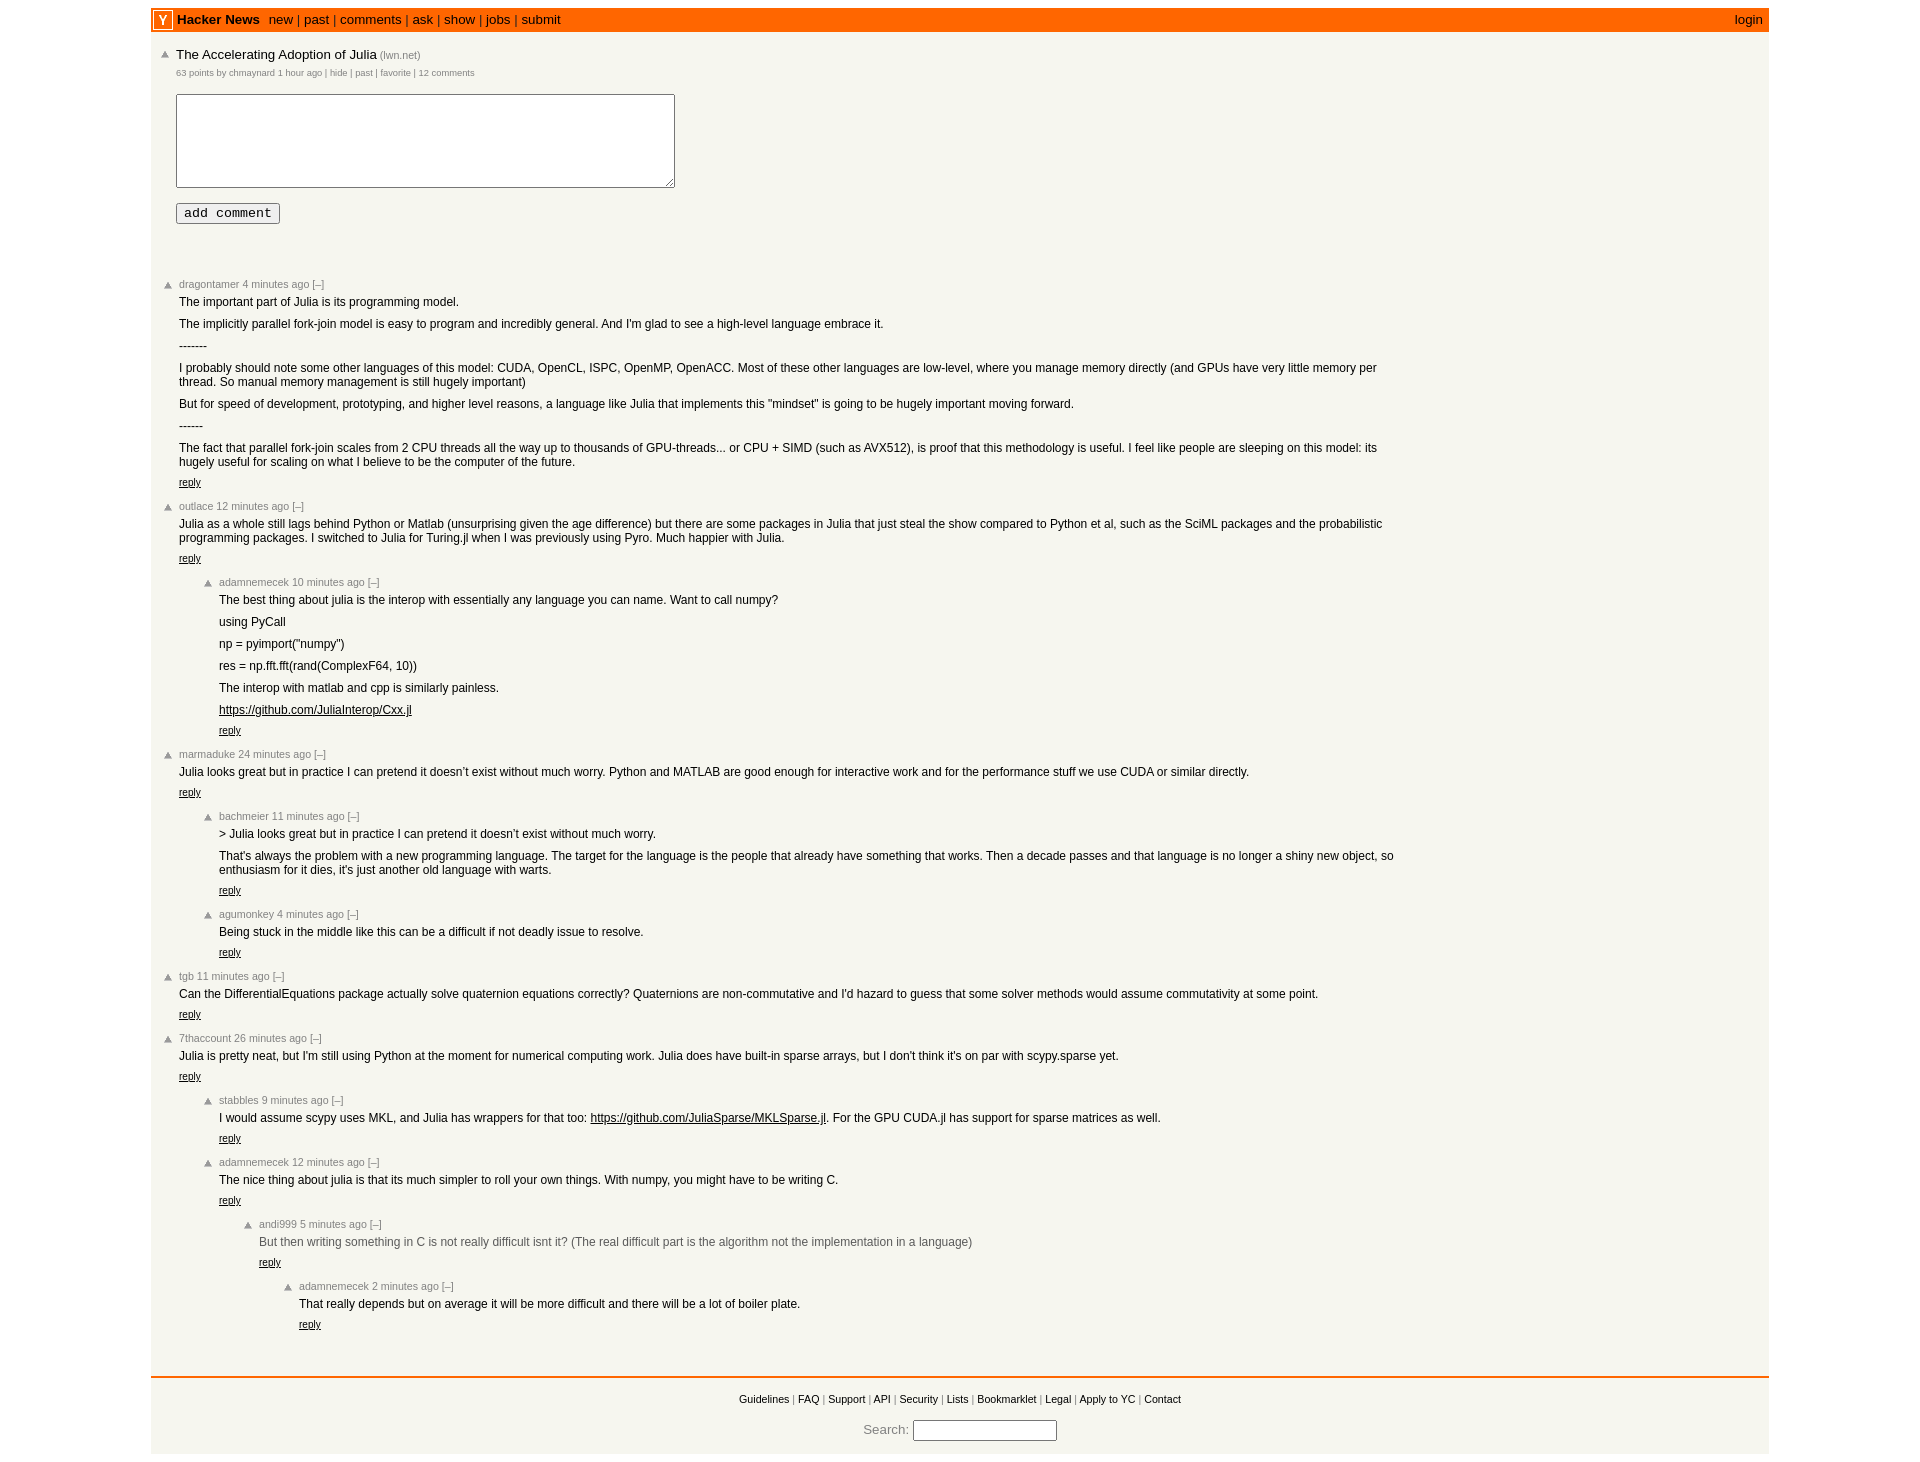 Y Hacker News new | past | comments | ask | show | jobs | submit login
The Accelerating Adoption of Julia (lwn.net)
63 points by chmaynard 1 hour ago | hide | past | favorite | 12 comments
add comment
dragontamer 4 minutes ago [–]
The important part of Julia is its programming model.
The implicitly parallel fork-join model is easy to program and incredibly general. And I'm glad to see a high-level language embrace it.
-------
I probably should note some other languages of this model: CUDA, OpenCL, ISPC, OpenMP, OpenACC. Most of these other languages are low-level, where you manage memory directly (and GPUs have very little memory per
thread. So manual memory management is still hugely important)
But for speed of development, prototyping, and higher level reasons, a language like Julia that implements this "mindset" is going to be hugely important moving forward.
------
The fact that parallel fork-join scales from 2 CPU threads all the way up to thousands of GPU-threads... or CPU + SIMD (such as AVX512), is proof that this methodology is useful. I feel like people are sleeping on this model: its
hugely useful for scaling on what I believe to be the computer of the future.
reply
outlace 12 minutes ago [–]
Julia as a whole still lags behind Python or Matlab (unsurprising given the age difference) but there are some packages in Julia that just steal the show compared to Python et al, such as the SciML packages and the probabilistic
programming packages. I switched to Julia for Turing.jl when I was previously using Pyro. Much happier with Julia.
reply
adamnemecek 10 minutes ago [–]
The best thing about julia is the interop with essentially any language you can name. Want to call numpy?
using PyCall
np = pyimport("numpy")
res = np.fft.fft(rand(ComplexF64, 10))
The interop with matlab and cpp is similarly painless.
https://github.com/JuliaInterop/Cxx.jl
reply
marmaduke 24 minutes ago [–]
Julia looks great but in practice I can pretend it doesn’t exist without much worry. Python and MATLAB are good enough for interactive work and for the performance stuff we use CUDA or similar directly.
reply
bachmeier 11 minutes ago [–]
> Julia looks great but in practice I can pretend it doesn’t exist without much worry.
That's always the problem with a new programming language. The target for the language is the people that already have something that works. Then a decade passes and that language is no longer a shiny new object, so
enthusiasm for it dies, it's just another old language with warts.
reply
agumonkey 4 minutes ago [–]
Being stuck in the middle like this can be a difficult if not deadly issue to resolve.
reply
tgb 11 minutes ago [–]
Can the DifferentialEquations package actually solve quaternion equations correctly? Quaternions are non-commutative and I'd hazard to guess that some solver methods would assume commutativity at some point.
reply
7thaccount 26 minutes ago [–]
Julia is pretty neat, but I'm still using Python at the moment for numerical computing work. Julia does have built-in sparse arrays, but I don't think it's on par with scypy.sparse yet.
reply
stabbles 9 minutes ago [–]
I would assume scypy uses MKL, and Julia has wrappers for that too: https://github.com/JuliaSparse/MKLSparse.jl. For the GPU CUDA.jl has support for sparse matrices as well.
reply
adamnemecek 12 minutes ago [–]
The nice thing about julia is that its much simpler to roll your own things. With numpy, you might have to be writing C.
reply
andi999 5 minutes ago [–]
But then writing something in C is not really difficult isnt it? (The real difficult part is the algorithm not the implementation in a language)
reply
adamnemecek 2 minutes ago [–]
That really depends but on average it will be more difficult and there will be a lot of boiler plate.
reply
Guidelines | FAQ | Support | API | Security | Lists | Bookmarklet | Legal | Apply to YC | Contact
Search: